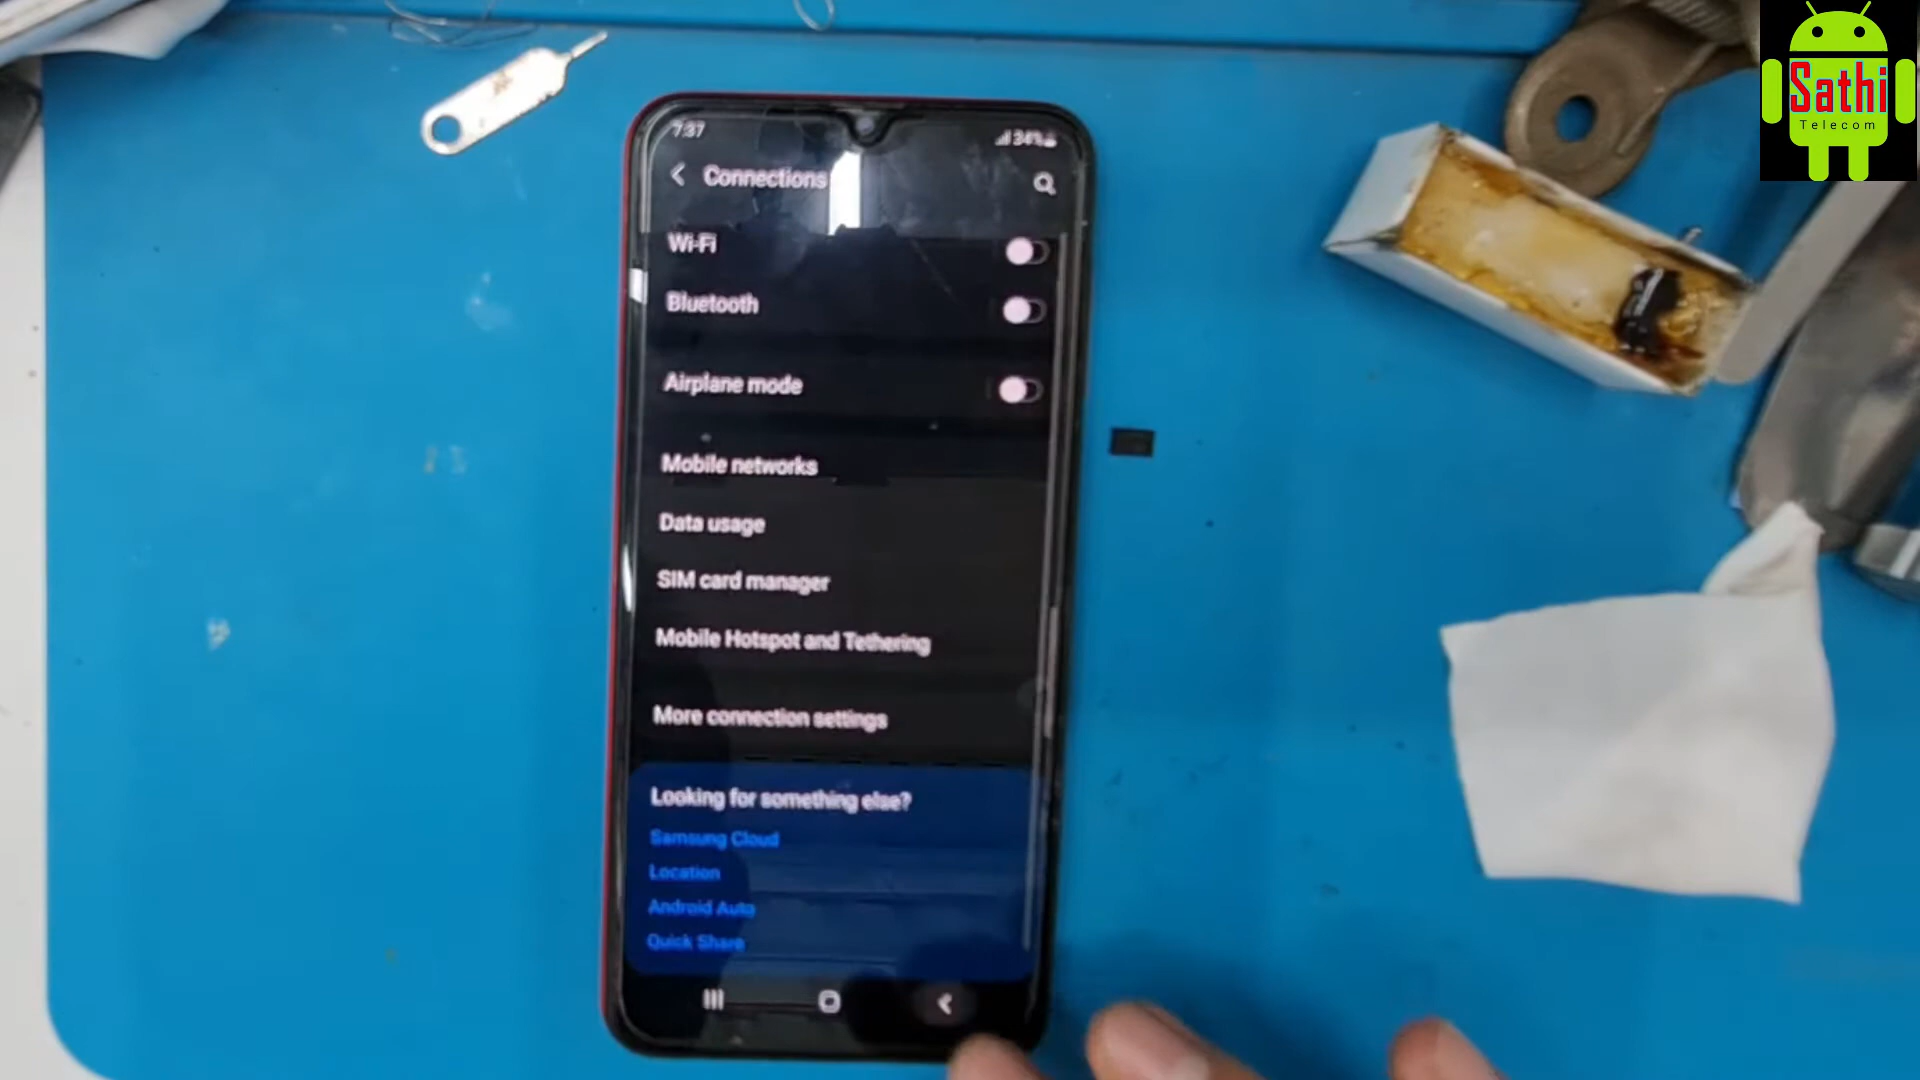 Sathi
Telecom
7:37
34%
Connections
Wi-Fi
Bluetooth
Airplane mode
Mobile networks
Data usage
SIM card manager
Mobile Hotspot and Tethering
More connection settings
Looking for something else?
Samsung Cloud
Location
Android Auto
Quick Share